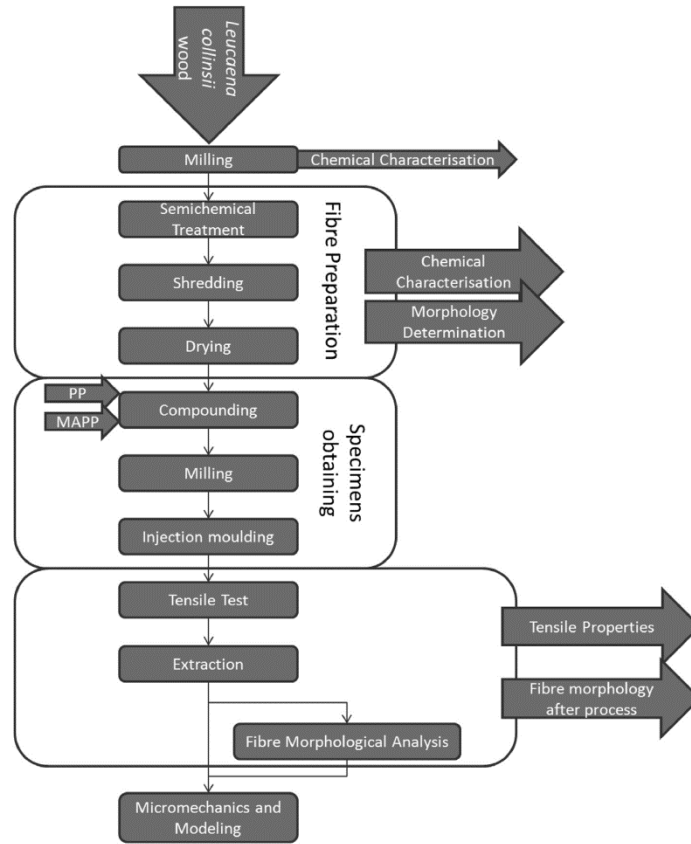 Leucaena
collinsii
wood
Milling
Chemical Characterisation
Fibre Preparation
Semichemical
Treatment
Shredding
Drying
Chemical
Characterisation
Morphology
Determination
Specimens
obtaining
PP
MAPP
Compounding
Milling
Injection moulding
Tensile Test
Extraction
Fibre Morphological Analysis
Tensile Properties
Fibre morphology
after process
Micromechanics and
Modeling